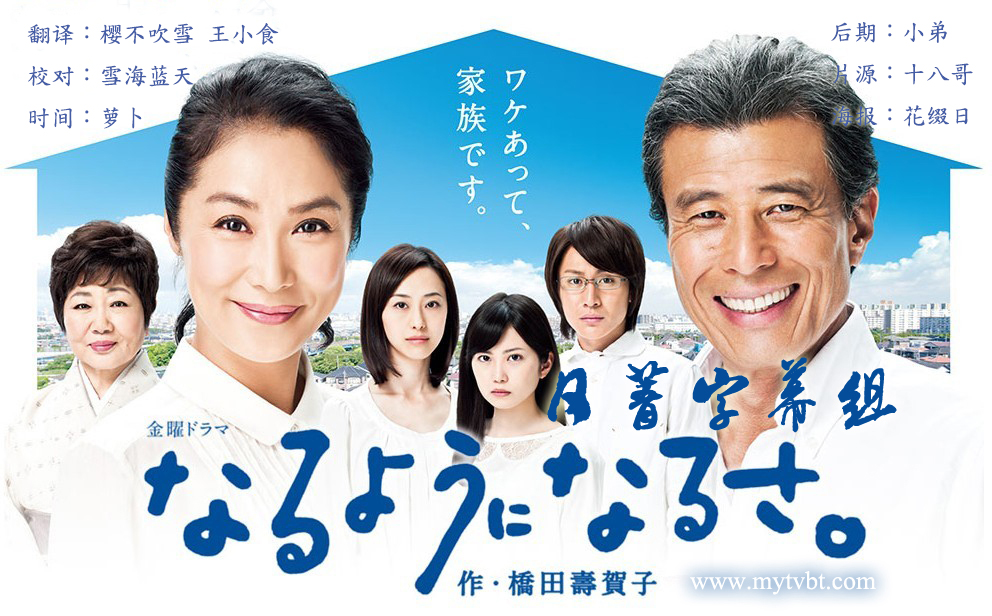 翻译：樱不吹雪 王小食
校对：雪海蓝天
时间：萝卜
后期：小弟
片源：十八哥
海报：花缀日
ワケあって、
家族です。
日菁字幕组
金曜ドラマ
なるようになるさ。
作・橋田壽賀子
www.mytvbt.com